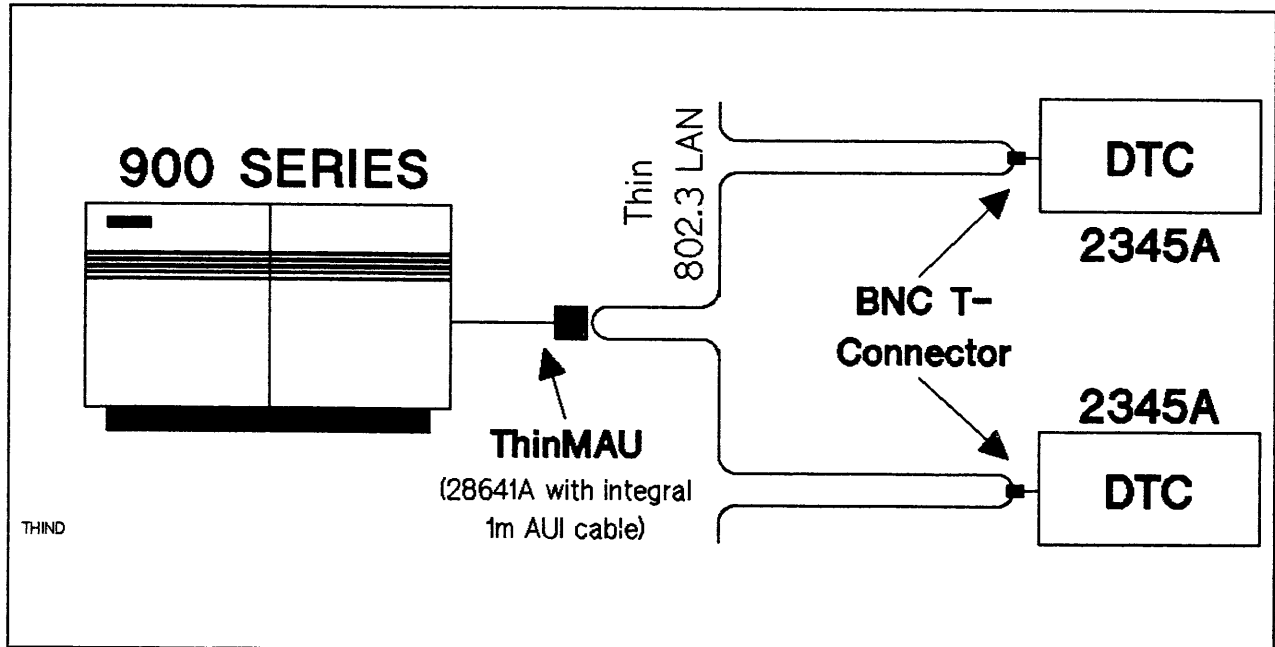 900 SERIES
Thin
802.3 LAN
DTC
2345A
BNC T-
Connector
2345A
DTC
ThinMAU
(28641A with integral
1m AUI cable)
THIND